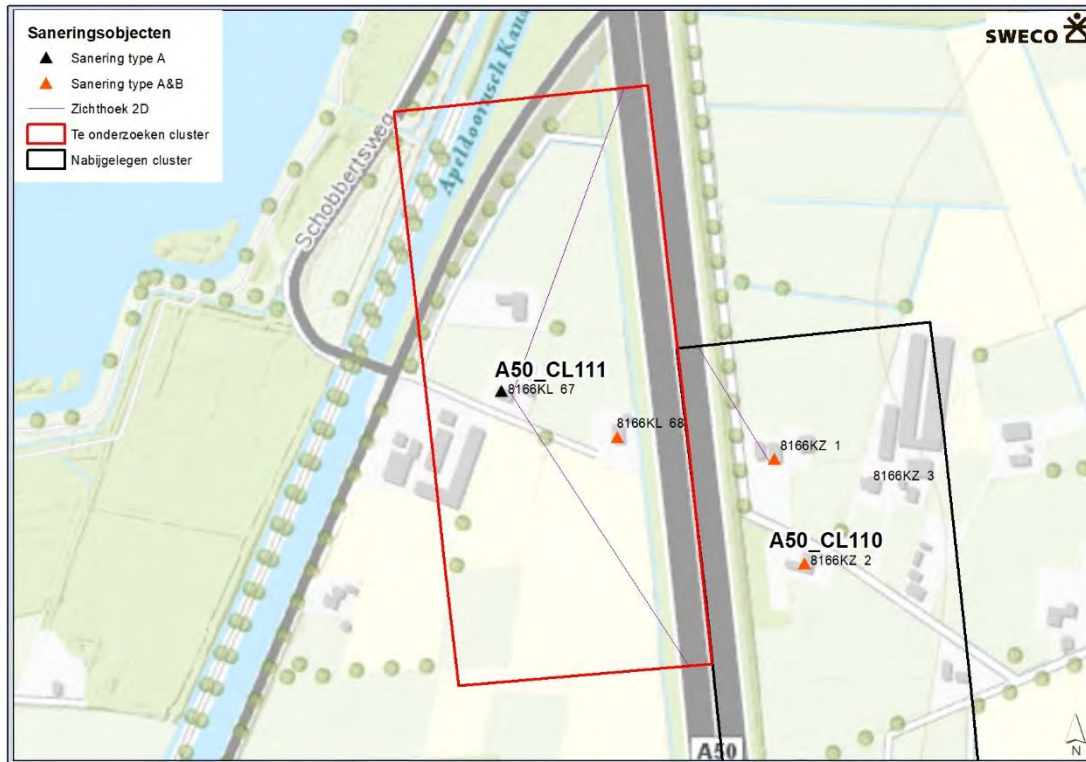 Saneringsobjecten
Sanering type A
Sanering type A&B
Zichthoek 2D
Te onderzoeken cluster
Nabijgelegen cluster
SWECO
Apeldoornsch Kana
Schobbertsweg
A50_CL111
8166KL 67
8166KL 68
8166KZ 1
8166KZ 3
A50_CL110
8166KZ 2
A50
N